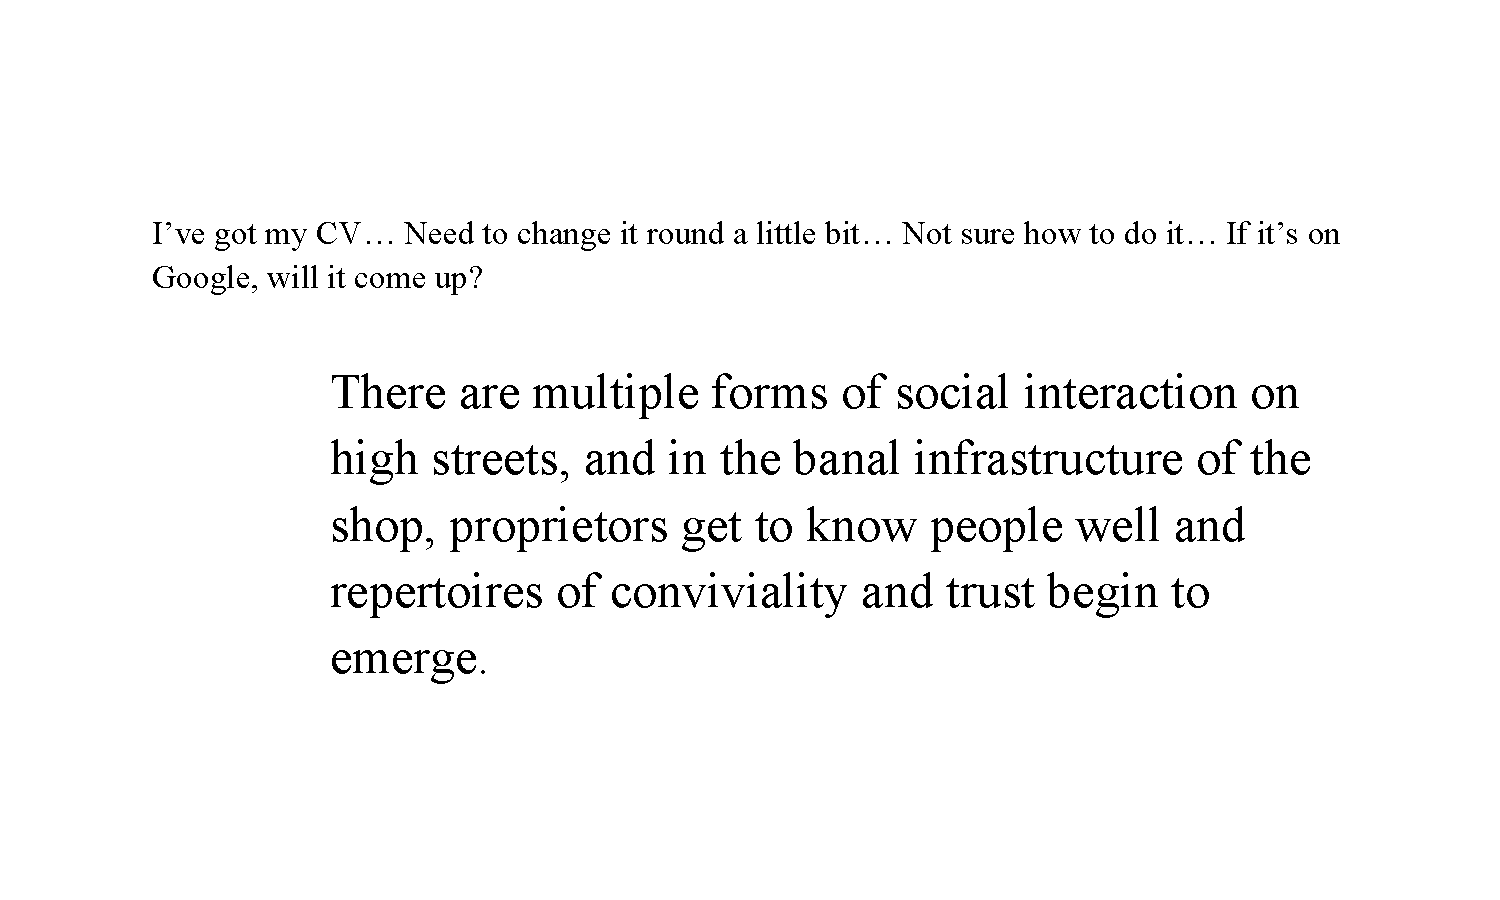 I’ve got my CV… Need to change it round a little bit… Not sure how to do it… If it’s on
Google, will it come up?
There are multiple forms of social interaction on
high streets, and in the banal infrastructure of the
shop, proprietors get to know people well and
repertoires of conviviality and trust begin to
emerge.